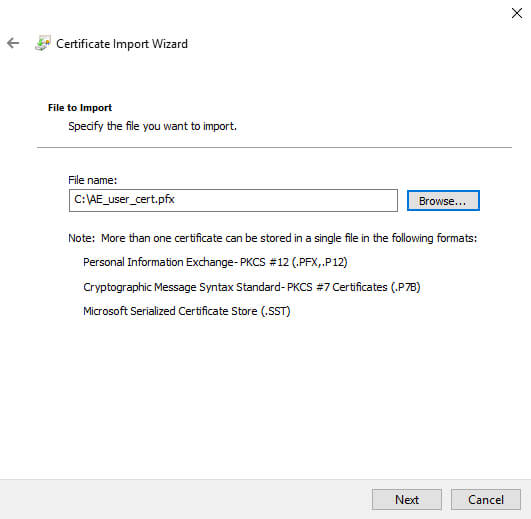 Certificate Import Wizard
File to Import
Specify the file you want to import.
File name:
C:\AE_user_cert.pfx
Browse...
Note:  More than one certificate can be stored in a single file in the following formats:
Personal Information Exchange- PKCS #12 (.PFX,.P12)
Cryptographic Message Syntax Standard- PKCS #7 Certificates (.P7B)
Microsoft Serialized Certificate Store (.SST)
Next
Cancel